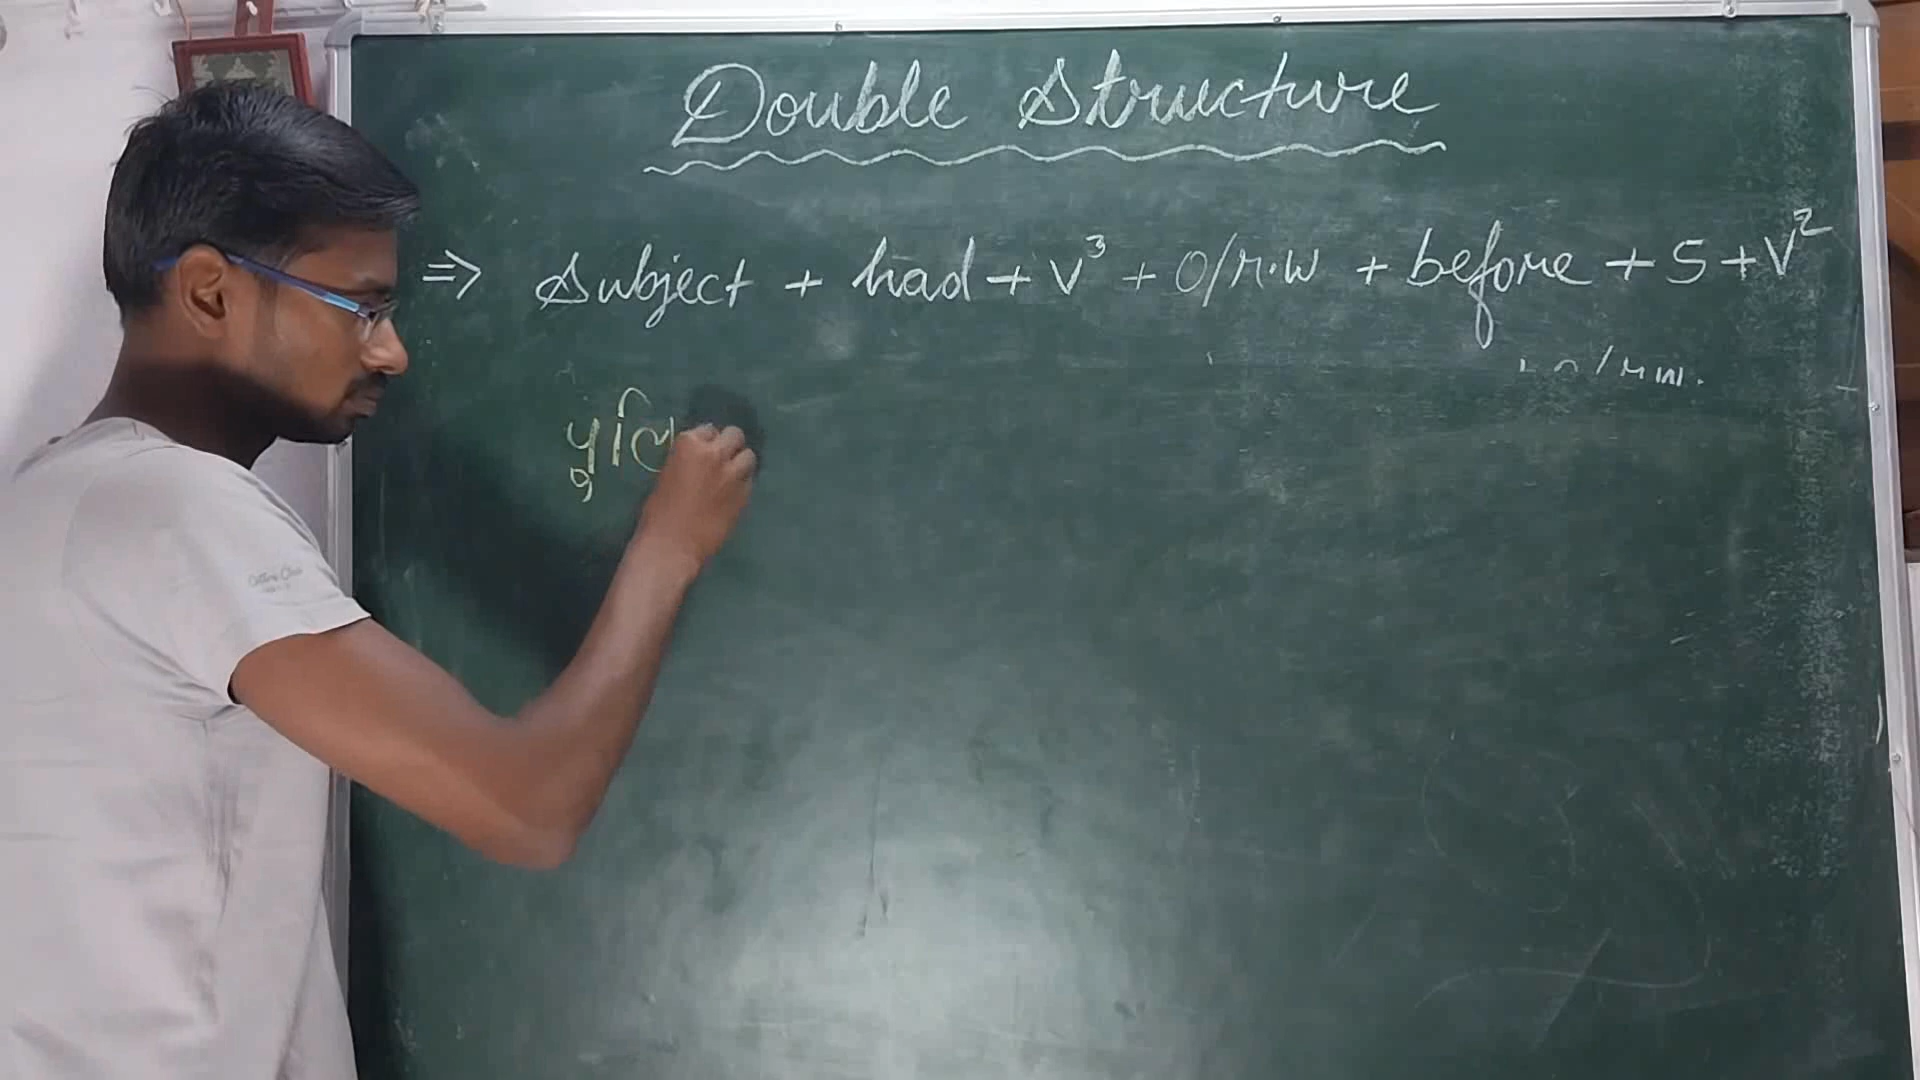 Double Structure
⇒ Subject + had + V³ + O/r.w + before + S + V²
+ O/r.w.
पुलि